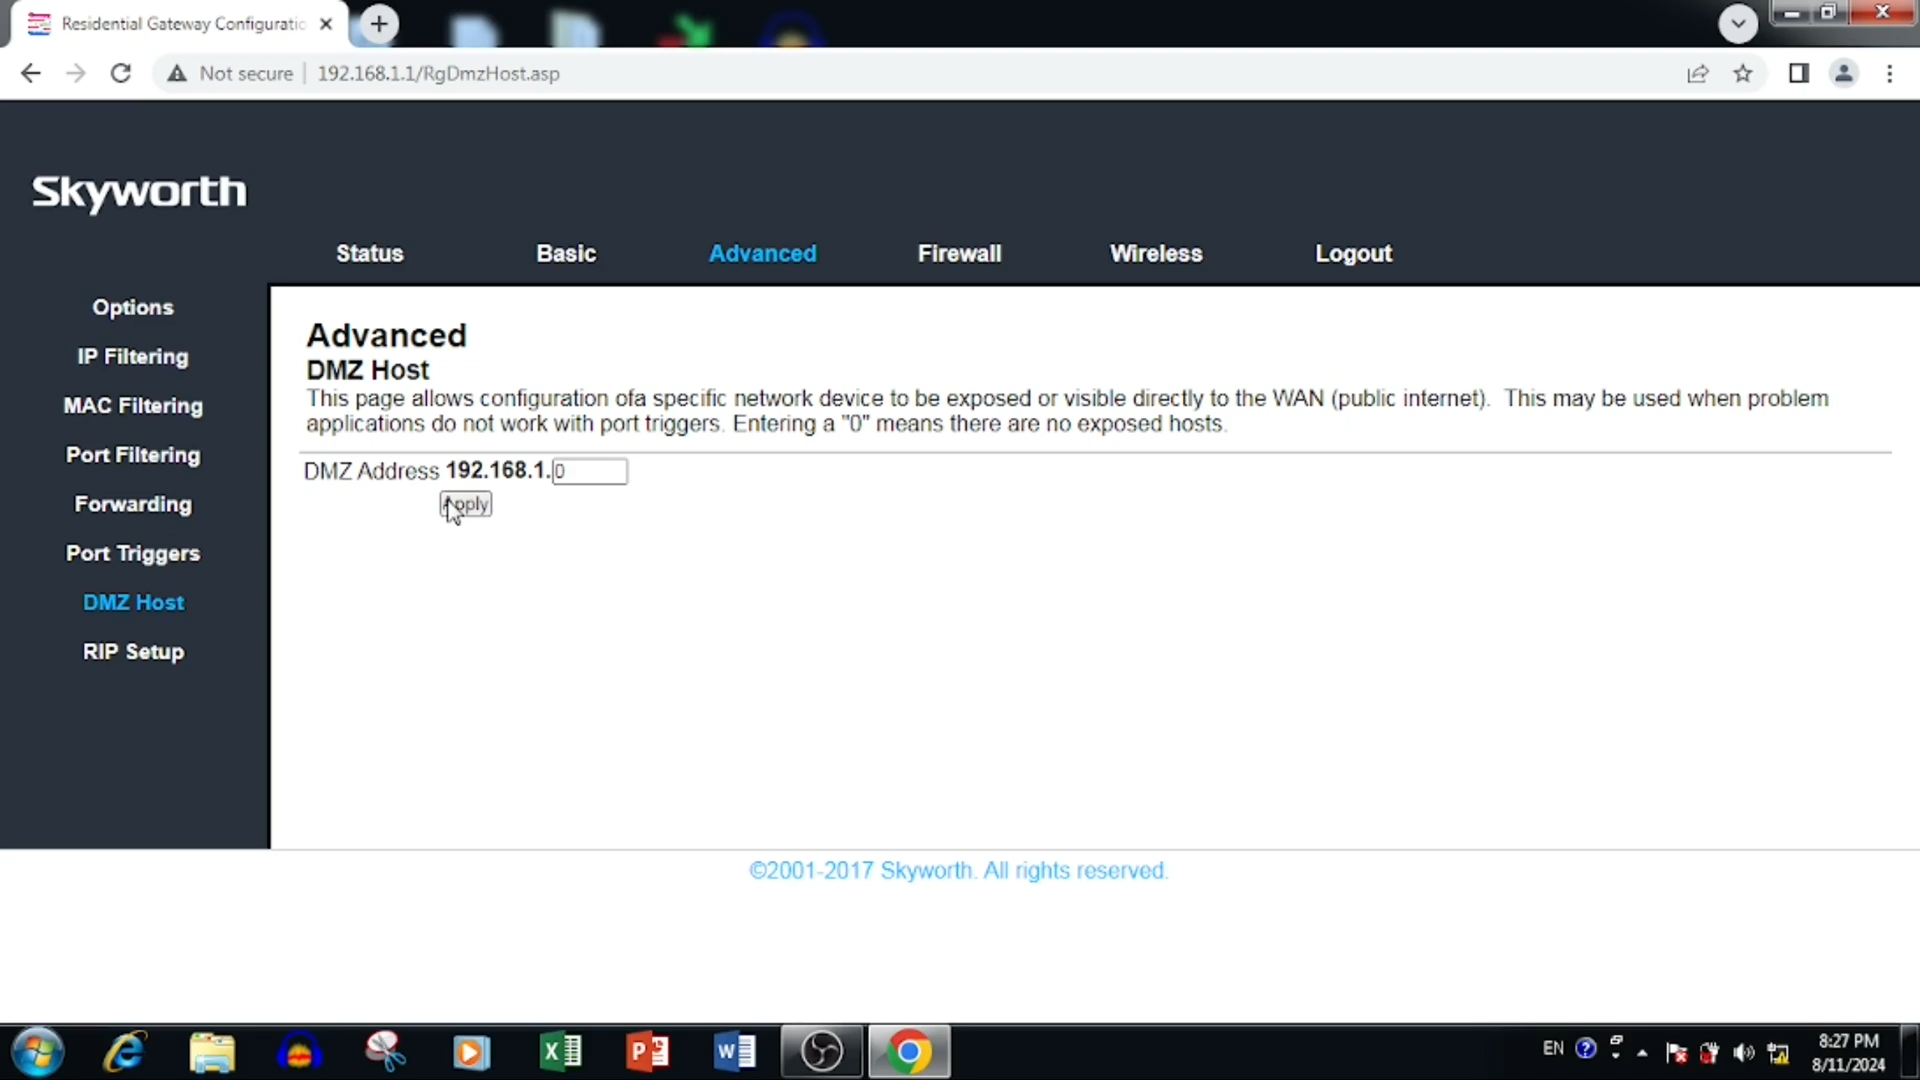 Residential Gateway Configuratio
Not secure
192.168.1.1/RgDmzHost.asp
Skyworth
Status
Basic
Advanced
Firewall
Wireless
Logout
Options
IP Filtering
MAC Filtering
Port Filtering
Forwarding
Port Triggers
DMZ Host
RIP Setup
Advanced
DMZ Host
This page allows configuration ofa specific network device to be exposed or visible directly to the WAN (public internet). This may be used when problem
applications do not work with port triggers. Entering a "0" means there are no exposed hosts.
DMZ Address 192.168.1.0
Apply
©2001-2017 Skyworth. All rights reserved.
EN
8:27 PM
8/11/2024